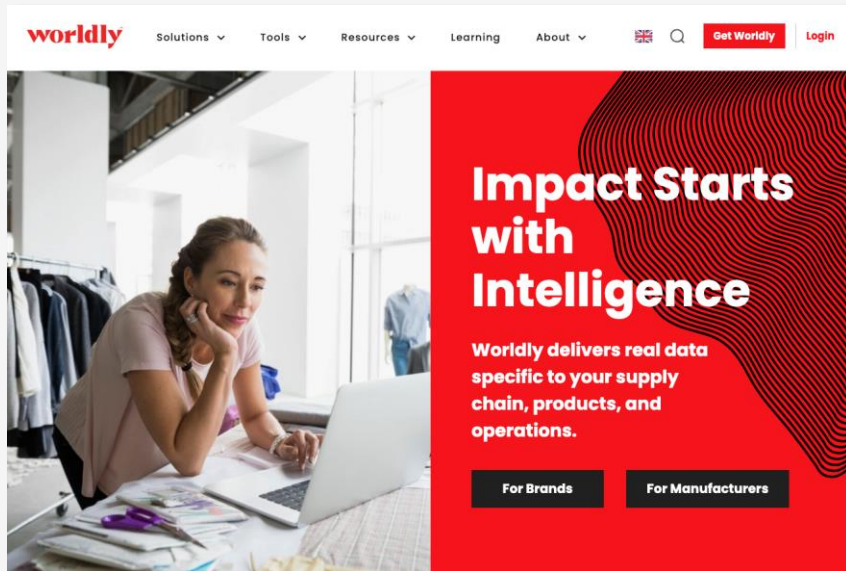 worldly
Solutions
Tools
Resources
Learning
About
Get Worldly
Login
Impact Starts
with
Intelligence
Worldly delivers real data
specific to your supply
chain, products, and
operations.
For Brands
For Manufacturers